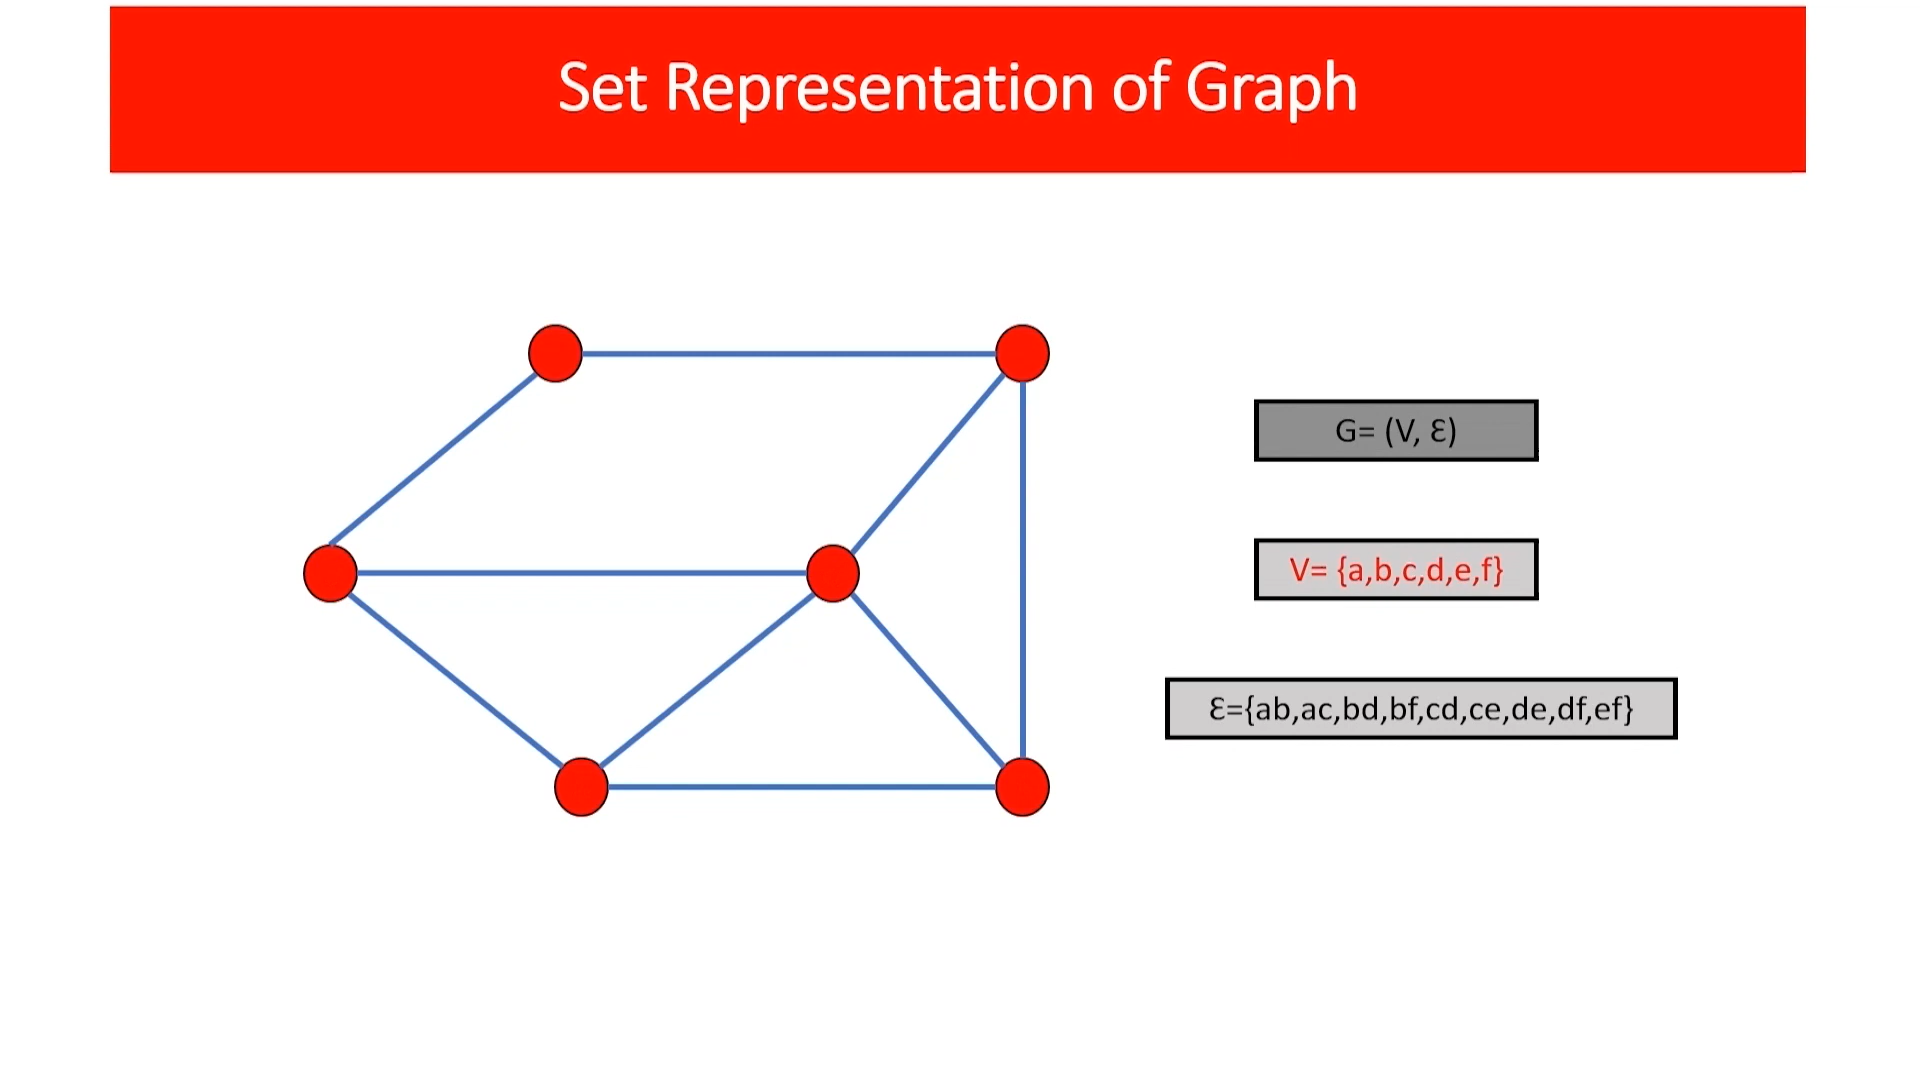 Set Representation of Graph
G= (V, Ɛ)
V= {a,b,c,d,e,f}
Ɛ={ab,ac,bd,bf,cd,ce,de,df,ef}